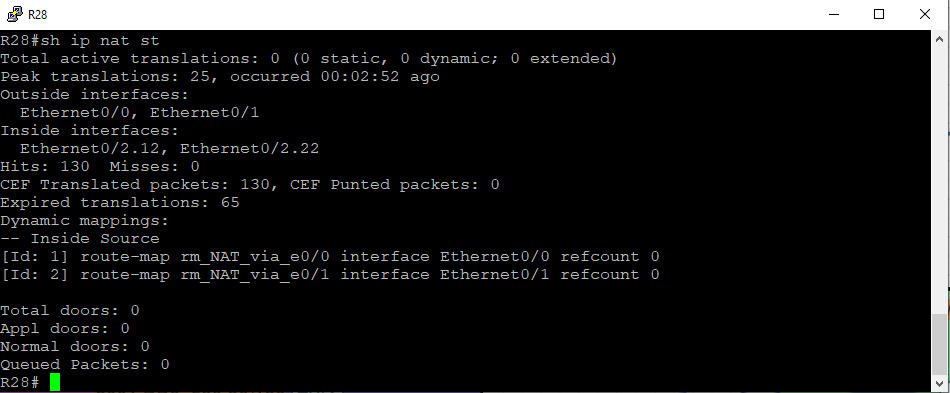 R28
R28#sh ip nat st
Total active translations: 0 (0 static, 0 dynamic; 0 extended)
Peak translations: 25, occurred 00:02:52 ago
Outside interfaces:
  Ethernet0/0, Ethernet0/1
Inside interfaces:
  Ethernet0/2.12, Ethernet0/2.22
Hits: 130  Misses: 0
CEF Translated packets: 130, CEF Punted packets: 0
Expired translations: 65
Dynamic mappings:
-- Inside Source
[Id: 1] route-map rm_NAT_via_e0/0 interface Ethernet0/0 refcount 0
[Id: 2] route-map rm_NAT_via_e0/1 interface Ethernet0/1 refcount 0
Total doors: 0
Appl doors: 0
Normal doors: 0
Queued Packets: 0
R28#